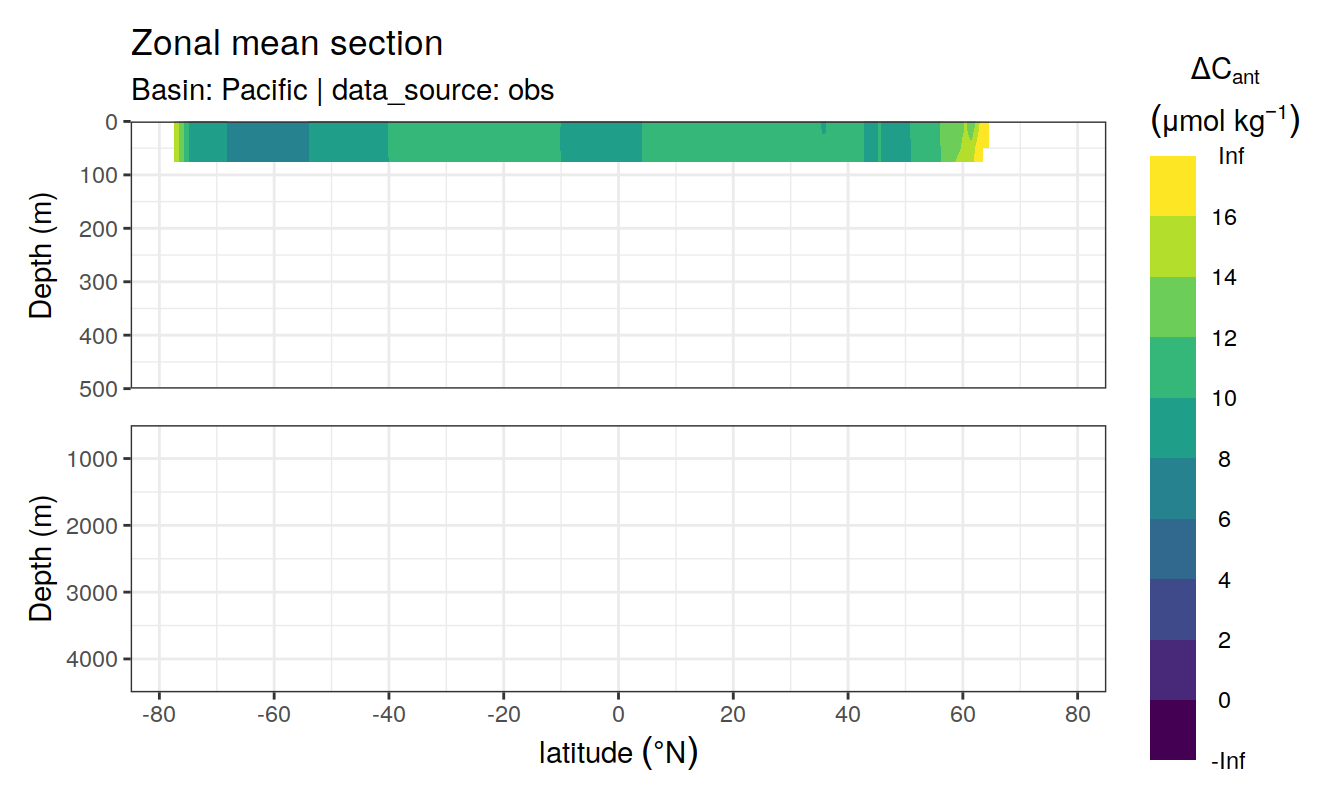 Zonal mean section
Basin: Pacific | data_source: obs
ΔCant
(μmol kg⁻¹)
Depth (m)
0
100
200
300
400
500
Depth (m)
1000
2000
3000
4000
-80 -60 -40 -20 0 20 40 60 80
latitude (°N)
Inf
16
14
12
10
8
6
4
2
0
-Inf